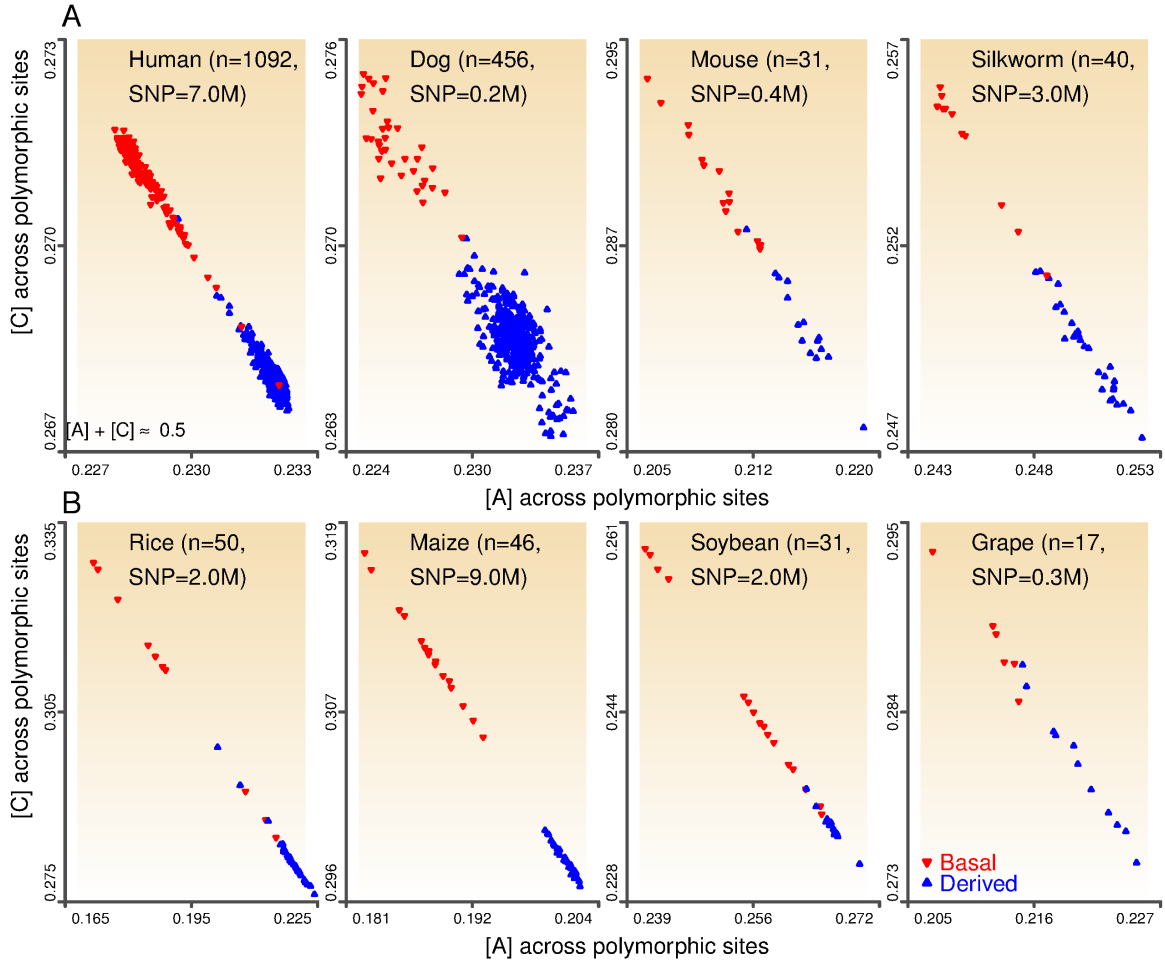 A
[C] across polymorphic sites
0.273
0.270
0.267
Human (n=1092,
SNP=7.0M)
[A] + [C] ≈ 0.5
0.227 0.230 0.233
0.276
0.270
0.263
Dog (n=456,
SNP=0.2M)
0.224 0.230 0.237
0.295
0.287
0.280
Mouse (n=31,
SNP=0.4M)
0.205 0.212 0.220
0.257
0.252
0.247
Silkworm (n=40,
SNP=3.0M)
0.243 0.248 0.253
[A] across polymorphic sites
B
[C] across polymorphic sites
0.335
0.305
0.275
Rice (n=50,
SNP=2.0M)
0.165 0.195 0.225
0.319
0.307
0.296
Maize (n=46,
SNP=9.0M)
0.181 0.192 0.204
0.261
0.244
0.228
Soybean (n=31,
SNP=2.0M)
0.239 0.256 0.272
0.295
0.284
0.273
Grape (n=17,
SNP=0.3M)
Basal
Derived
0.205 0.216 0.227
[A] across polymorphic sites